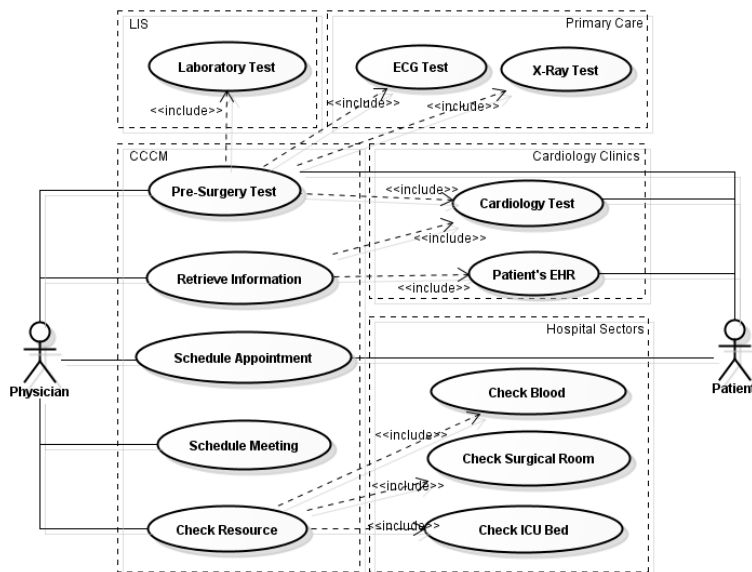 LIS
Primary Care
Laboratory Test
ECG Test
X-Ray Test
<<include>>
<<include>>
<<include>>
CCCM
Cardiology Clinics
Pre-Surgery Test
<<include>>
Cardiology Test
<<include>>
Retrieve Information
Patient's EHR
<<include>>
Hospital Sectors
Schedule Appointment
Physician
Patient
Check Blood
Schedule Meeting
<<include>>
Check Surgical Room
<<include>>
Check Resource
<<include>>
Check ICU Bed